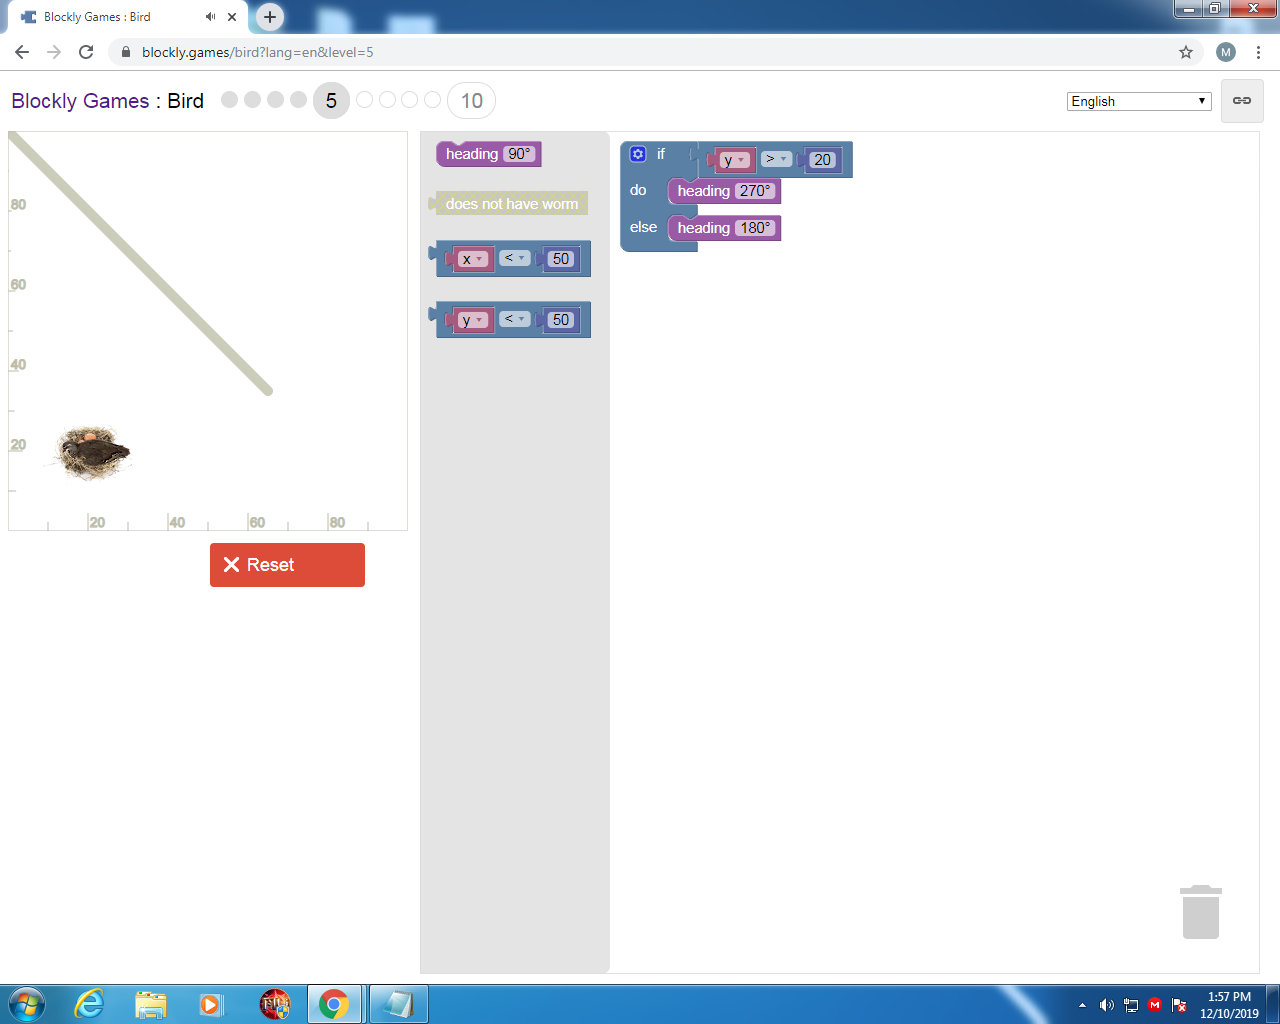 Blockly Games : Bird
blockly.games/bird?lang=en&level=5
M
Blockly Games : Bird 5 10
English
80
60
40
20
20 40 60 80
Reset
heading 90°
does not have worm
x < 50
y < 50
if y > 20
do heading 270°
else heading 180°
1:57 PM
12/10/2019